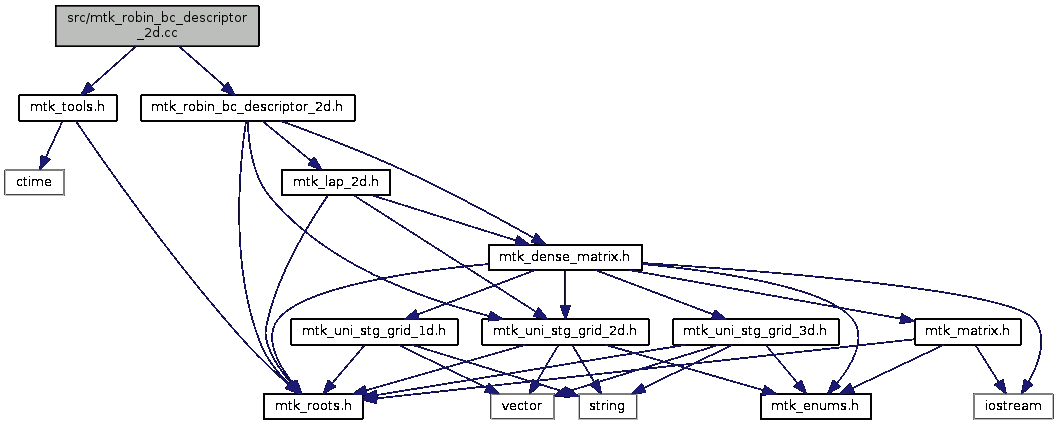 src/mtk_robin_bc_descriptor
_2d.cc
mtk_tools.h
mtk_robin_bc_descriptor_2d.h
ctime
mtk_lap_2d.h
mtk_dense_matrix.h
mtk_uni_stg_grid_1d.h
mtk_uni_stg_grid_2d.h
mtk_uni_stg_grid_3d.h
mtk_matrix.h
mtk_roots.h
vector
string
mtk_enums.h
iostream